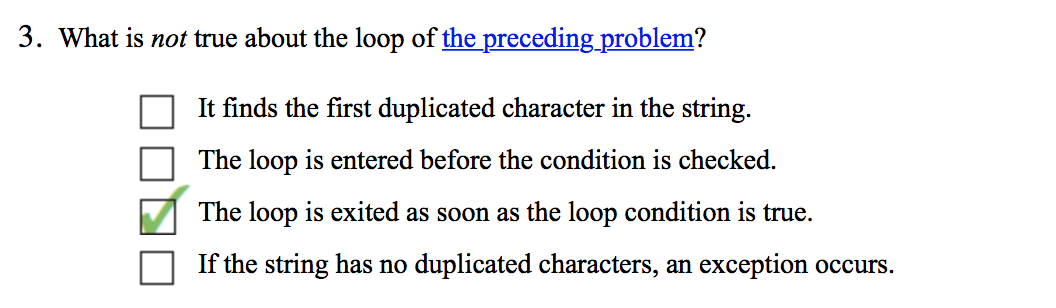 3. What is not true about the loop of the preceding problem?
It finds the first duplicated character in the string.
The loop is entered before the condition is checked.
The loop is exited as soon as the loop condition is true.
If the string has no duplicated characters, an exception occurs.